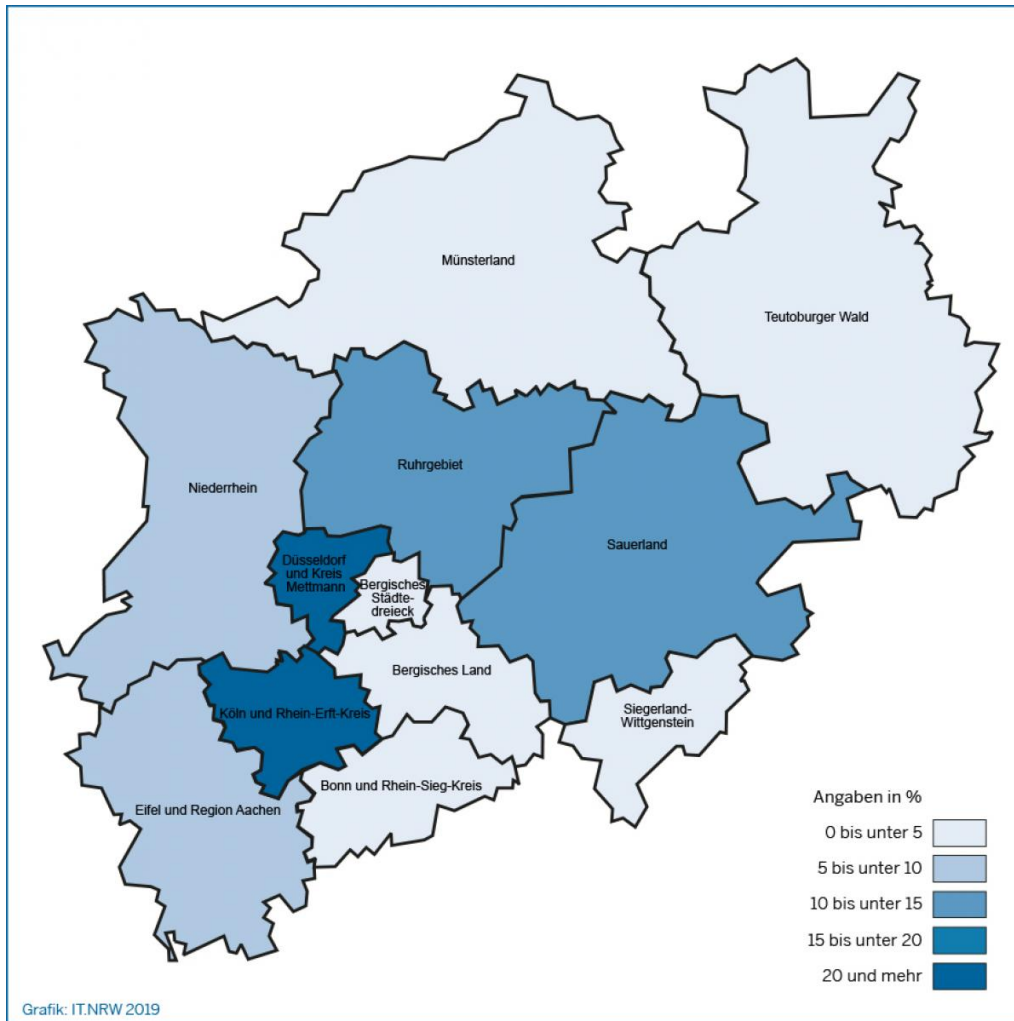 Münsterland
Teutoburger Wald
Ruhrgebiet
Niederrhein
Sauerland
Düsseldorf
und Kreis
Mettmann
Bergisches
Städte-
dreieck
Bergisches Land
Siegerland-
Wittgenstein
Köln und Rhein-Erft-Kreis
Bonn und Rhein-Sieg-Kreis
Eifel und Region Aachen
Angaben in %
0 bis unter 5
5 bis unter 10
10 bis unter 15
15 bis unter 20
20 und mehr
Grafik: IT.NRW 2019